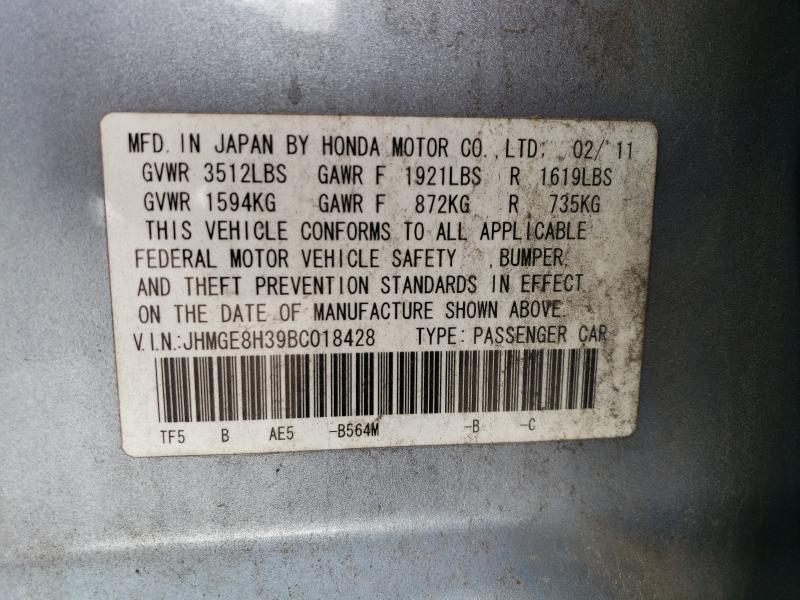 MFD. IN JAPAN BY HONDA MOTOR CO., LTD; 02/'11
GVWR 3512LBS GAWR F 1921LBS R 1619LBS
GVWR 1594KG GAWR F 872KG R 735KG
THIS VEHICLE CONFORMS TO ALL APPLICABLE
FEDERAL MOTOR VEHICLE SAFETY ,BUMPER,
AND THEFT PREVENTION STANDARDS IN EFFECT
ON THE DATE OF MANUFACTURE SHOWN ABOVE.
V.I.N.:JHMGE8H39BC018428 TYPE: PASSENGER CAR
TF5 B AE5 -B564M -B -C